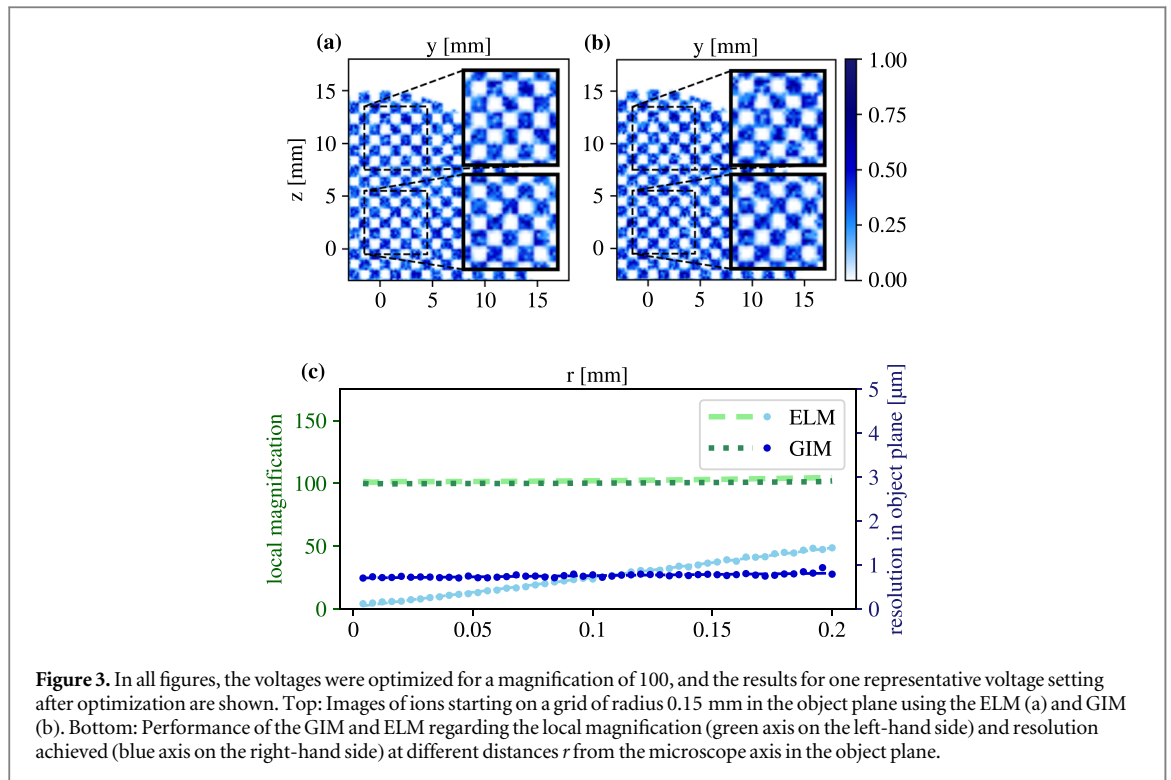 (a)
y [mm]
(b)
y [mm]
z [mm]
15
10
5
0
0
5
10
15
15
10
5
0
0
5
10
15
1.00
0.75
0.50
0.25
0.00
(c)
r [mm]
local magnification
150
100
50
0
0
0.05
0.1
0.15
0.2
ELM
GIM
5
4
3
2
1
0
resolution in object plane [μm]
Figure 3. In all figures, the voltages were optimized for a magnification of 100, and the results for one representative voltage setting
after optimization are shown. Top: Images of ions starting on a grid of radius 0.15 mm in the object plane using the ELM (a) and GIM
(b). Bottom: Performance of the GIM and ELM regarding the local magnification (green axis on the left-hand side) and resolution
achieved (blue axis on the right-hand side) at different distances r from the microscope axis in the object plane.